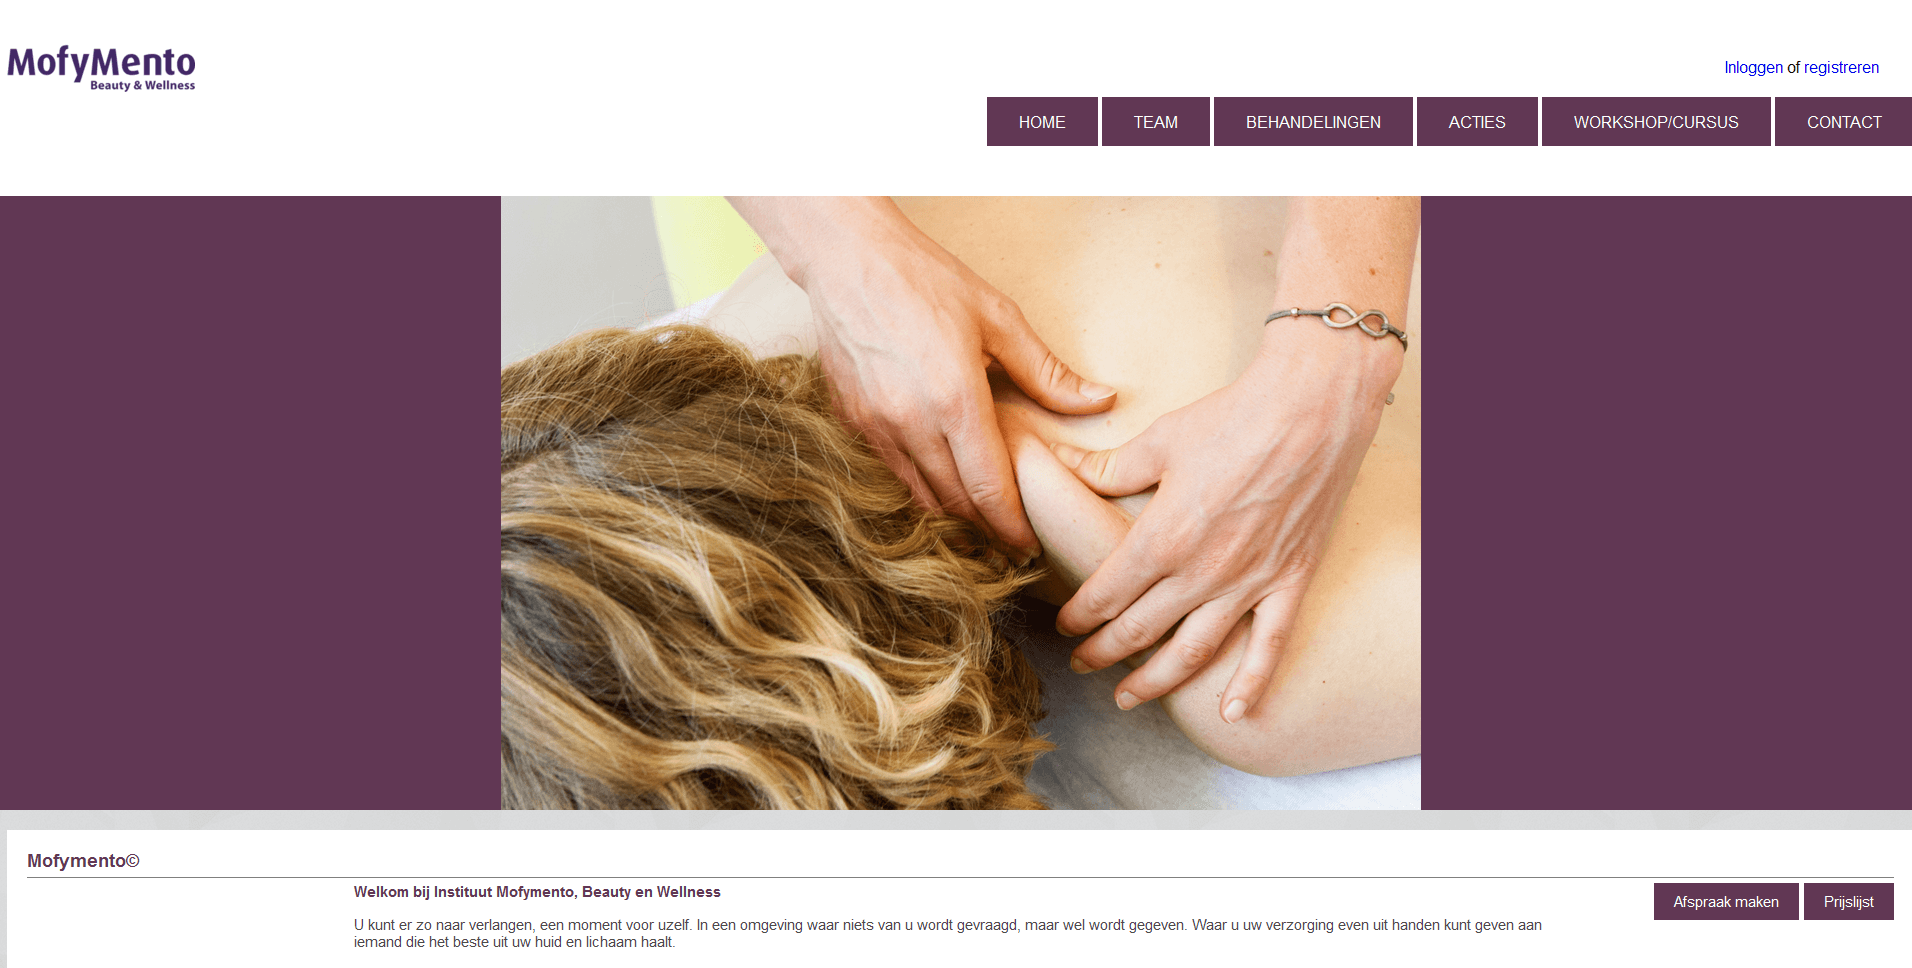 MofyMento
Beauty & Wellness
Inloggen of registreren
HOME TEAM BEHANDELINGEN ACTIES WORKSHOP/CURSUS CONTACT
Mofymento©
Welkom bij Instituut Mofymento, Beauty en Wellness
Afspraak maken Prijslijst
U kunt er zo naar verlangen, een moment voor uzelf. In een omgeving waar niets van u wordt gevraagd, maar wel wordt gegeven. Waar u uw verzorging even uit handen kunt geven aan
iemand die het beste uit uw huid en lichaam haalt.